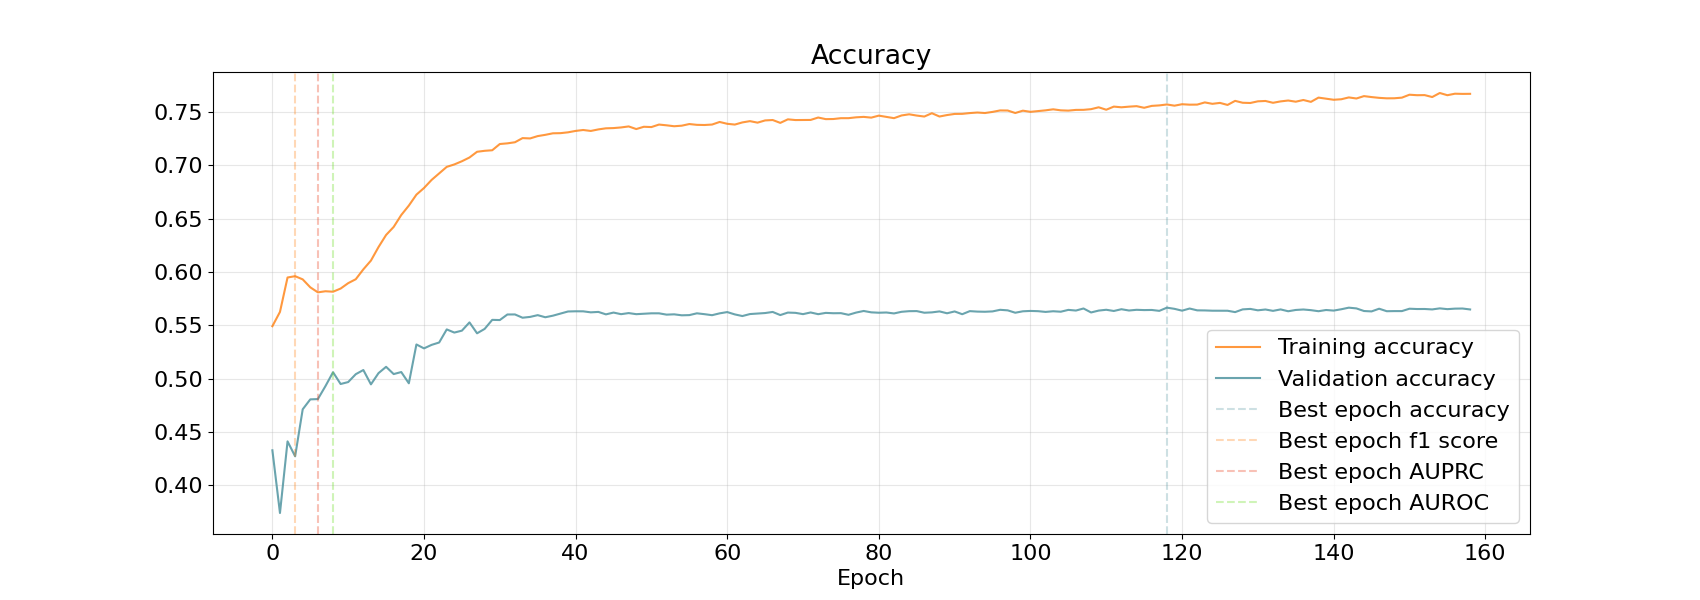 Accuracy
0.75
0.70
0.65
0.60
0.55
0.50
0.45
0.40
Training accuracy
Validation accuracy
Best epoch accuracy
Best epoch f1 score
Best epoch AUPRC
Best epoch AUROC
0 20 40 60 80 100 120 140 160
Epoch